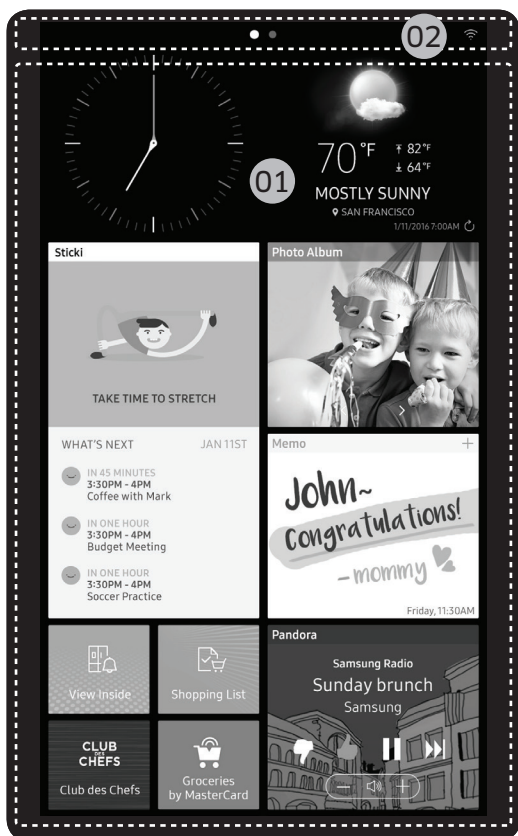 02
01
70°F
82°F
64°F
MOSTLY SUNNY
SAN FRANCISCO
1/11/2016 7:00AM
Sticki
TAKE TIME TO STRETCH
WHAT'S NEXT JAN 11ST
IN 45 MINUTES
3:30PM - 4PM
Coffee with Mark
IN ONE HOUR
3:30PM - 4PM
Budget Meeting
IN ONE HOUR
3:30PM - 4PM
Soccer Practice
Photo Album
Memo
John~
Congratulations!
-mommy
Friday, 11:30AM
View Inside
Shopping List
CLUB
DES
CHEFS
Club des Chefs
Groceries
by MasterCard
Pandora
Samsung Radio
Sunday brunch
Samsung